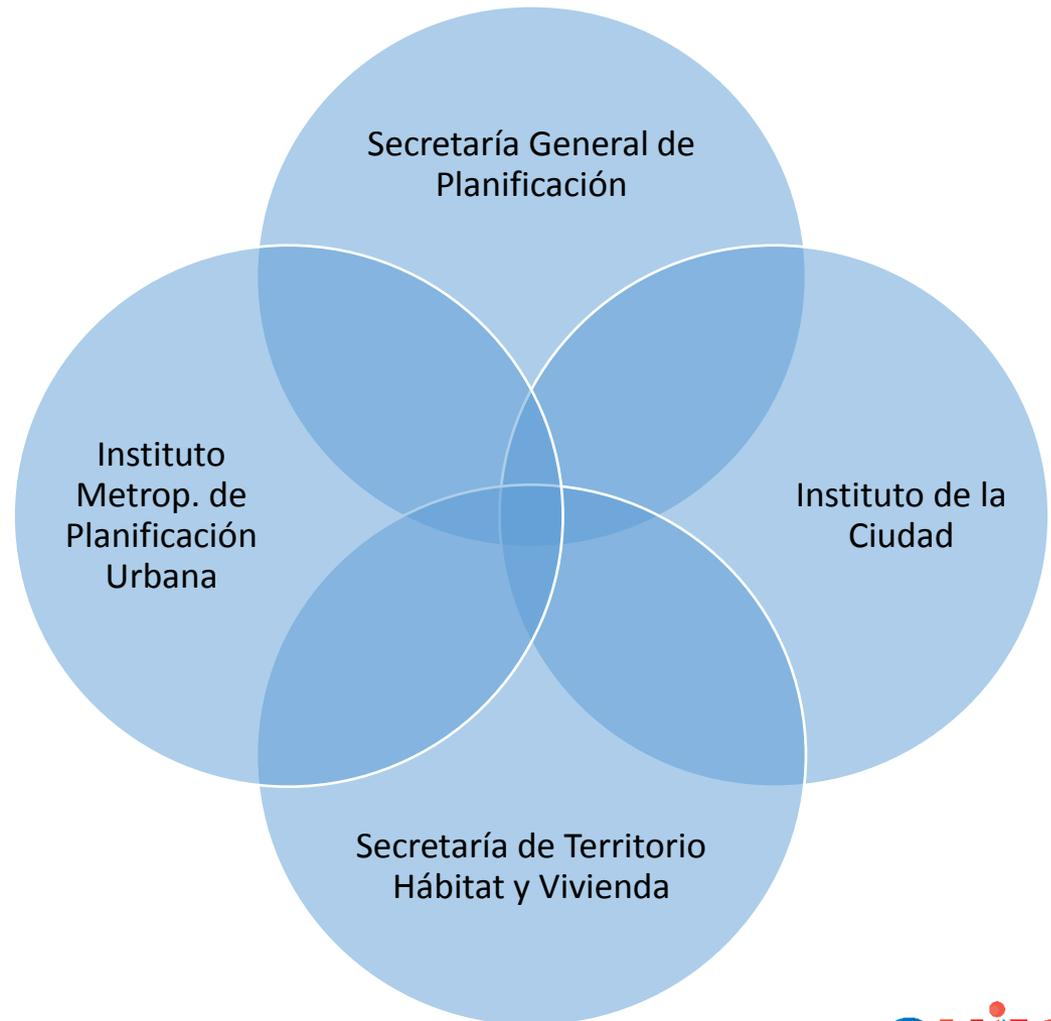 Secretaría General de
Planificación
Instituto
Metrop. de
Planificación
Urbana
Instituto de la
Ciudad
Secretaría de Territorio
Hábitat y Vivienda